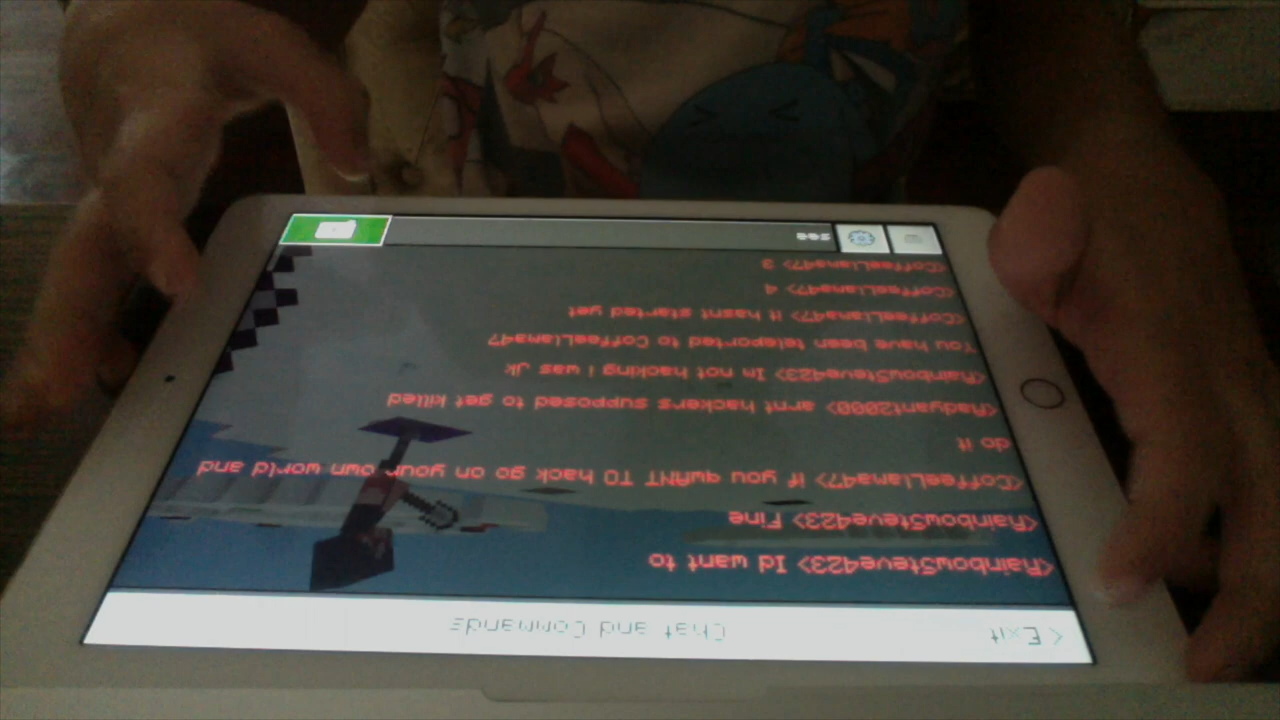 < Exit
Chat and Commands
<RainbowSteve423> Id want to
<RainbowSteve423> Fine
<CoffeeLlama47> if you qwANT TO hack go on your own world and
do it
<Radyant2000> arnt hackers supposed to get killed
<RainbowSteve423> Im not hacking i was jk
You have been teleported to CoffeeLlama47
<CoffeeLlama47> it hasnt started yet
<CoffeeLlama47> 4
<CoffeeLlama47> 3